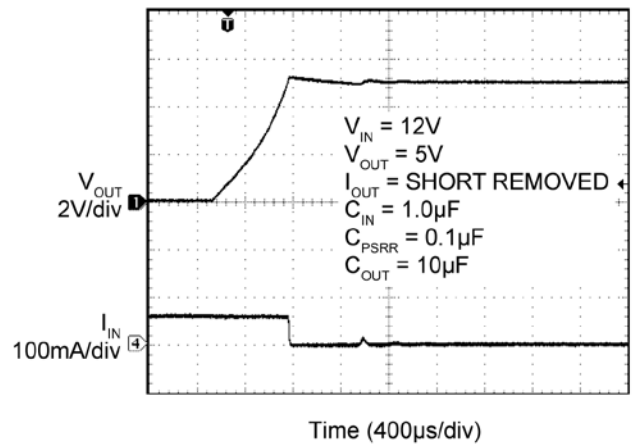 T
V_IN = 12V
V_OUT = 5V
I_OUT = SHORT REMOVED
C_IN = 1.0µF
C_PSRR = 0.1µF
C_OUT = 10µF
V_OUT
2V/div
1
I_IN
100mA/div
4
Time (400µs/div)